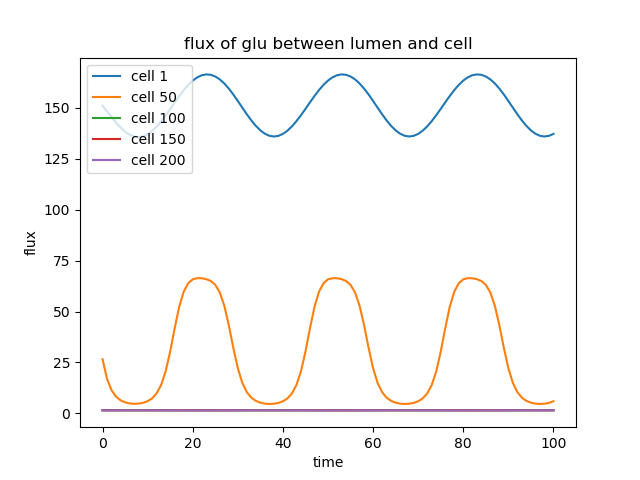 flux of glu between lumen and cell
cell 1
cell 50
cell 100
cell 150
cell 200
flux
150
125
100
75
50
25
0
0 20 40 60 80 100
time